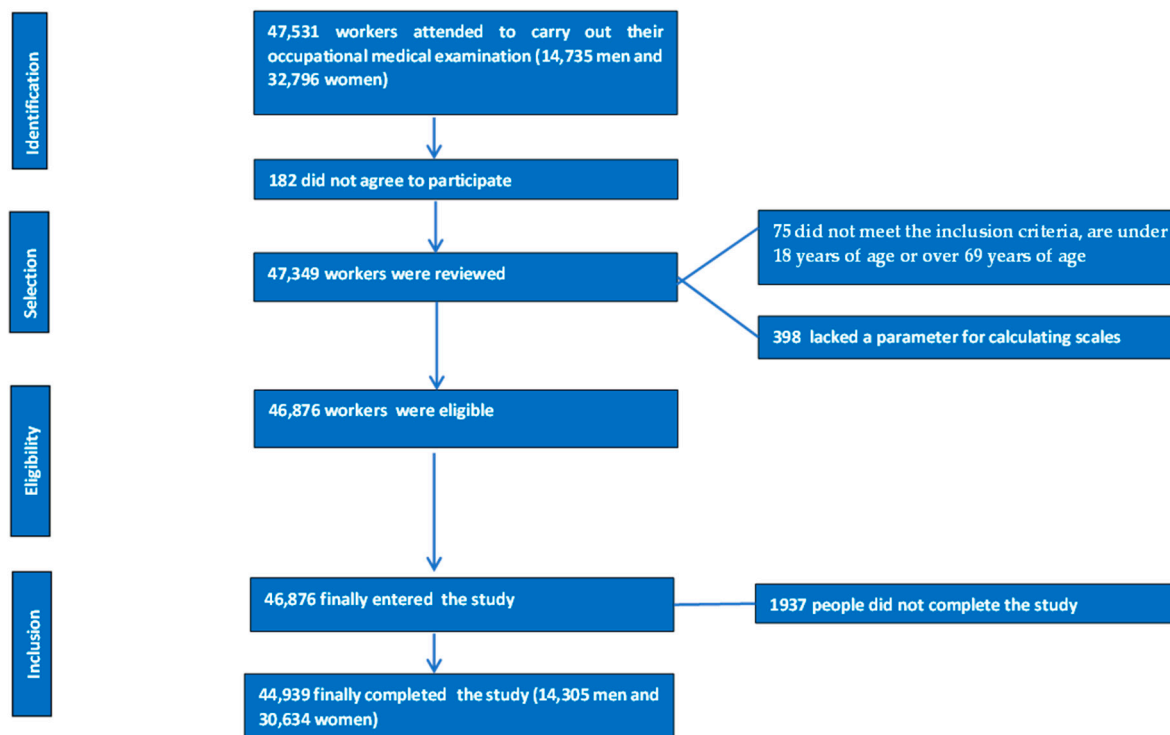 Identification
47,531 workers attended to carry out their
occupational medical examination (14,735 men and
32,796 women)
182 did not agree to participate
Selection
47,349 workers were reviewed
75 did not meet the inclusion criteria, are under
18 years of age or over 69 years of age
398 lacked a parameter for calculating scales
Eligibility
46,876 workers were eligible
Inclusion
46,876 finally entered the study
1937 people did not complete the study
44,939 finally completed the study (14,305 men and
30,634 women)